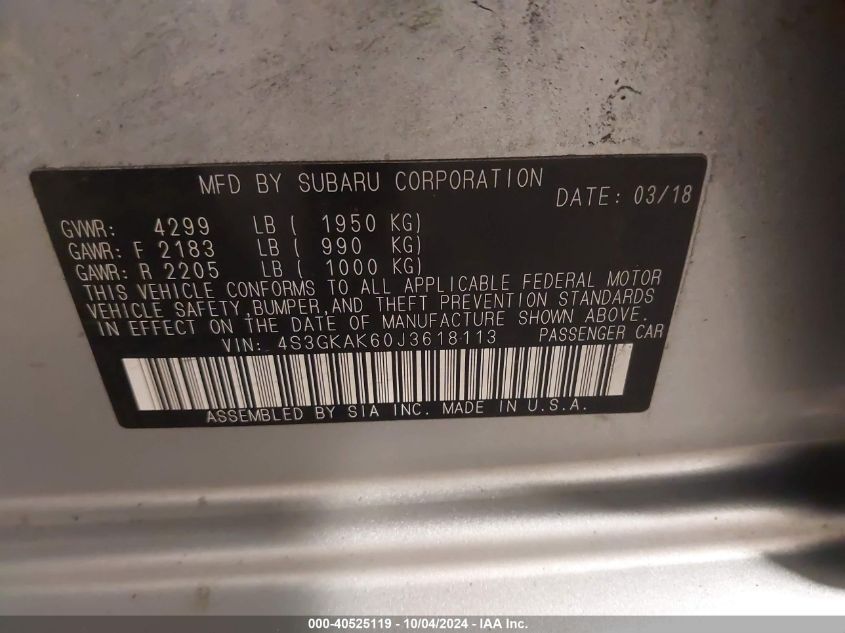 MFD BY SUBARU CORPORATION
DATE: 03/18
GVWR: 4299 LB ( 1950 KG)
GAWR: F 2183 LB ( 990 KG)
GAWR: R 2205 LB ( 1000 KG)
THIS VEHICLE CONFORMS TO ALL APPLICABLE FEDERAL MOTOR
VEHICLE SAFETY,BUMPER,AND THEFT PREVENTION STANDARDS
IN EFFECT ON THE DATE OF MANUFACTURE SHOWN ABOVE.
VIN: 4S3GKAK60J3618113 PASSENGER CAR
ASSEMBLED BY SIA INC. MADE IN U.S.A.
000-40525119 - 10/04/2024 - IAA Inc.